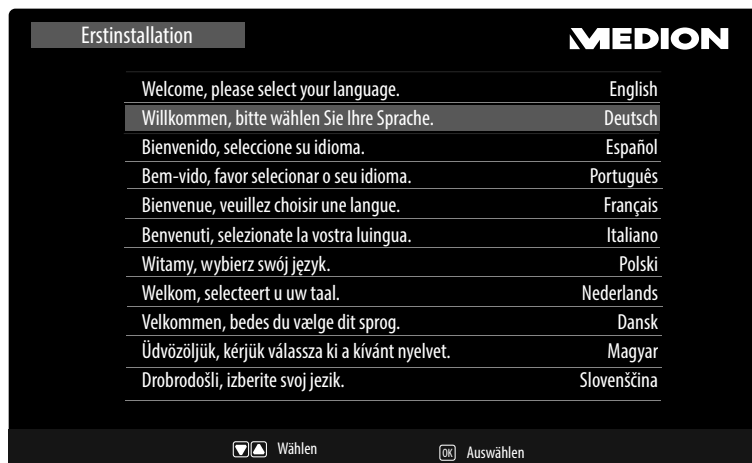 Erstinstallation MEDION
Welcome, please select your language. English
Willkommen, bitte wählen Sie Ihre Sprache. Deutsch
Bienvenido, seleccione su idioma. Español
Bem-vido, favor selecionar o seu idioma. Português
Bienvenue, veuillez choisir une langue. Français
Benvenuti, selezionate la vostra luingua. Italiano
Witamy, wybierz swój język. Polski
Welkom, selecteert u uw taal. Nederlands
Velkommen, bedes du vælge dit sprog. Dansk
Üdvözöljük, kérjük válassza ki a kívánt nyelvet. Magyar
Drobrodošli, izberite svoj jezik. Slovenščina
Wählen OK Auswählen